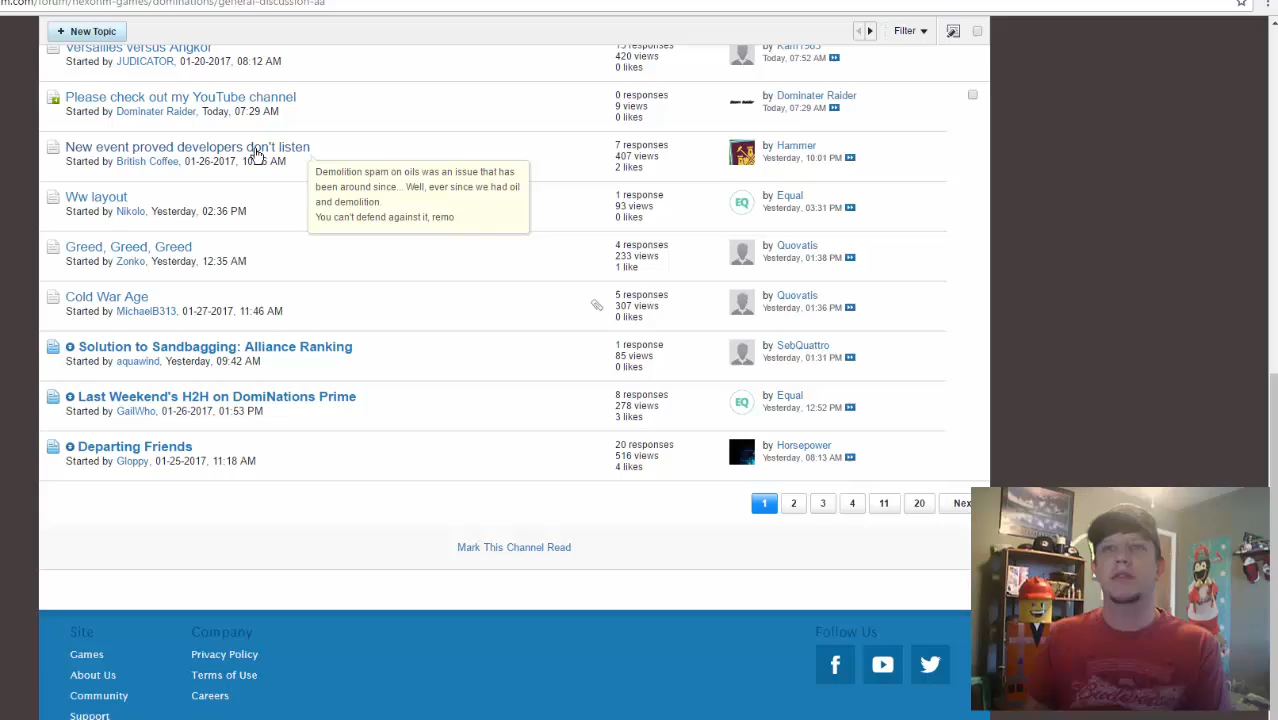 m.com/forum/nexonm-games/dominations/general-discussion-aa
+ New Topic
Filter
Versailles versus Angkor
Started by JUDICATOR, 01-20-2017, 08:12 AM
15 responses
420 views
0 likes
by Kam1985
Today, 07:52 AM
Please check out my YouTube channel
Started by Dominater Raider, Today, 07:29 AM
0 responses
9 views
0 likes
by Dominater Raider
Today, 07:29 AM
New event proved developers don't listen
Started by British Coffee, 01-26-2017, AM
7 responses
407 views
2 likes
by Hammer
Yesterday, 10:01 PM
Demolition spam on oils was an issue that has
been around since... Well, ever since we had oil
and demolition.
You can't defend against it, remo
Ww layout
Started by Nikolo, Yesterday, 02:36 PM
1 response
93 views
0 likes
EQ
by Equal
Yesterday, 03:31 PM
Greed, Greed, Greed
Started by Zonko, Yesterday, 12:35 AM
4 responses
233 views
1 like
by Quovatis
Yesterday, 01:38 PM
Cold War Age
Started by MichaelB313, 01-27-2017, 11:46 AM
5 responses
307 views
0 likes
by Quovatis
Yesterday, 01:36 PM
Solution to Sandbagging: Alliance Ranking
Started by aquawind, Yesterday, 09:42 AM
1 response
85 views
0 likes
by SebQuattro
Yesterday, 01:31 PM
Last Weekend's H2H on DomiNations Prime
Started by GailWho, 01-26-2017, 01:53 PM
8 responses
278 views
3 likes
EQ
by Equal
Yesterday, 12:52 PM
Departing Friends
Started by Gloppy, 01-25-2017, 11:18 AM
20 responses
516 views
4 likes
by Horsepower
Yesterday, 08:13 AM
1 2 3 4 11 20 Nex
Mark This Channel Read
Site
Games
About Us
Community
Support
Company
Privacy Policy
Terms of Use
Careers
Follow Us